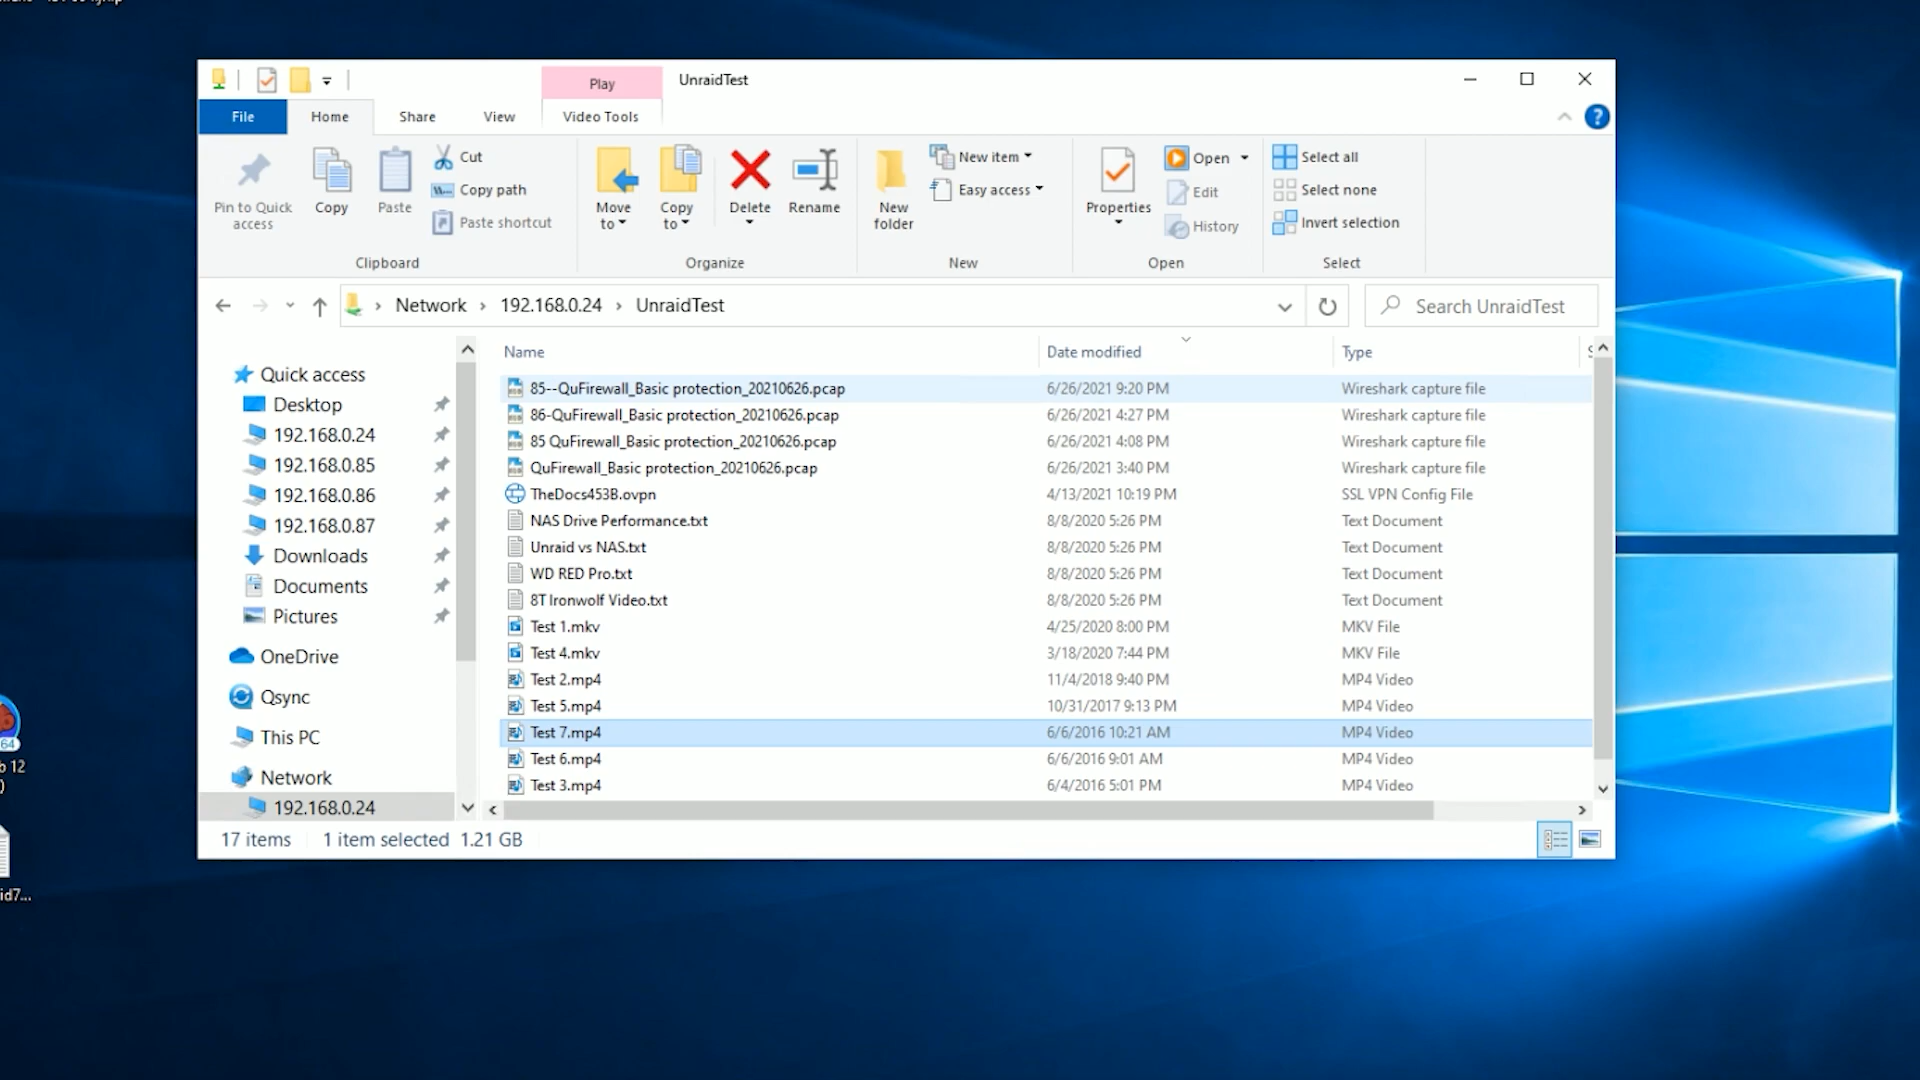 Play
UnraidTest
File
Home
Share
View
Video Tools
?
Pin to Quick
access
Copy
Paste
Cut
Copy path
Paste shortcut
Clipboard
Move
to
Copy
to
Delete
Rename
Organize
New
folder
New item
Easy access
New
Properties
Open
Edit
History
Open
Select all
Select none
Invert selection
Select
Network
192.168.0.24
UnraidTest
Search UnraidTest
Quick access
Desktop
192.168.0.24
192.168.0.85
192.168.0.86
192.168.0.87
Downloads
Documents
Pictures
OneDrive
Qsync
This PC
Network
192.168.0.24
Name Date modified Type
85--QuFirewall_Basic protection_20210626.pcap 6/26/2021 9:20 PM Wireshark capture file
86-QuFirewall_Basic protection_20210626.pcap 6/26/2021 4:27 PM Wireshark capture file
85 QuFirewall_Basic protection_20210626.pcap 6/26/2021 4:08 PM Wireshark capture file
QuFirewall_Basic protection_20210626.pcap 6/26/2021 3:40 PM Wireshark capture file
TheDocs453B.ovpn 4/13/2021 10:19 PM SSL VPN Config File
NAS Drive Performance.txt 8/8/2020 5:26 PM Text Document
Unraid vs NAS.txt 8/8/2020 5:26 PM Text Document
WD RED Pro.txt 8/8/2020 5:26 PM Text Document
8T Ironwolf Video.txt 8/8/2020 5:26 PM Text Document
Test 1.mkv 4/25/2020 8:00 PM MKV File
Test 4.mkv 3/18/2020 7:44 PM MKV File
Test 2.mp4 11/4/2018 9:40 PM MP4 Video
Test 5.mp4 10/31/2017 9:13 PM MP4 Video
Test 7.mp4 6/6/2016 10:21 AM MP4 Video
Test 6.mp4 6/6/2016 9:01 AM MP4 Video
Test 3.mp4 6/4/2016 5:01 PM MP4 Video
17 items 1 item selected 1.21 GB
64
b 12
)
id7...